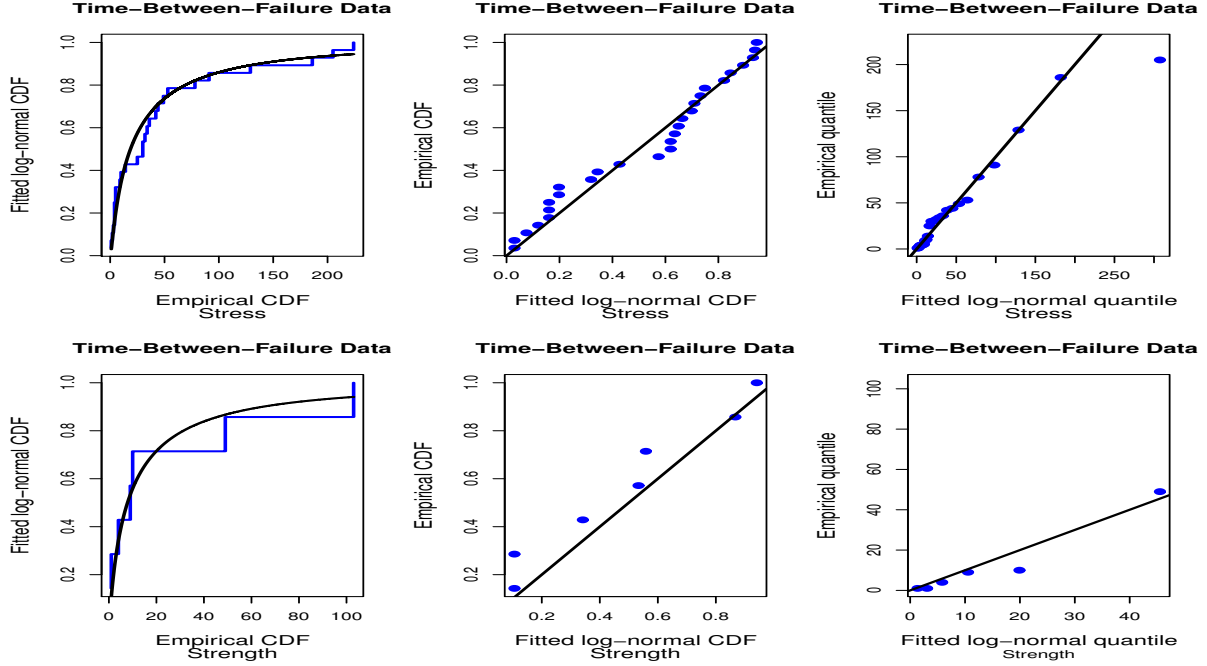 Time−Between−Failure Data
Fitted log−normal CDF
1.0
0.8
0.6
0.4
0.2
0.0
0 50 100 150 200
Empirical CDF
Stress
Time−Between−Failure Data
Empirical CDF
1.0
0.8
0.6
0.4
0.2
0.0
0.0 0.2 0.4 0.6 0.8
Fitted log−normal CDF
Stress
Time−Between−Failure Data
Empirical quantile
200
150
100
50
0
0 50 150 250
Fitted log−normal quantile
Stress
Time−Between−Failure Data
Fitted log−normal CDF
1.0
0.8
0.6
0.4
0.2
0 20 40 60 80 100
Empirical CDF
Strength
Time−Between−Failure Data
Empirical CDF
1.0
0.8
0.6
0.4
0.2
0.2 0.4 0.6 0.8
Fitted log−normal CDF
Strength
Time−Between−Failure Data
Empirical quantile
100
80
60
40
20
0
0 10 20 30 40
Fitted log−normal quantile
Strength